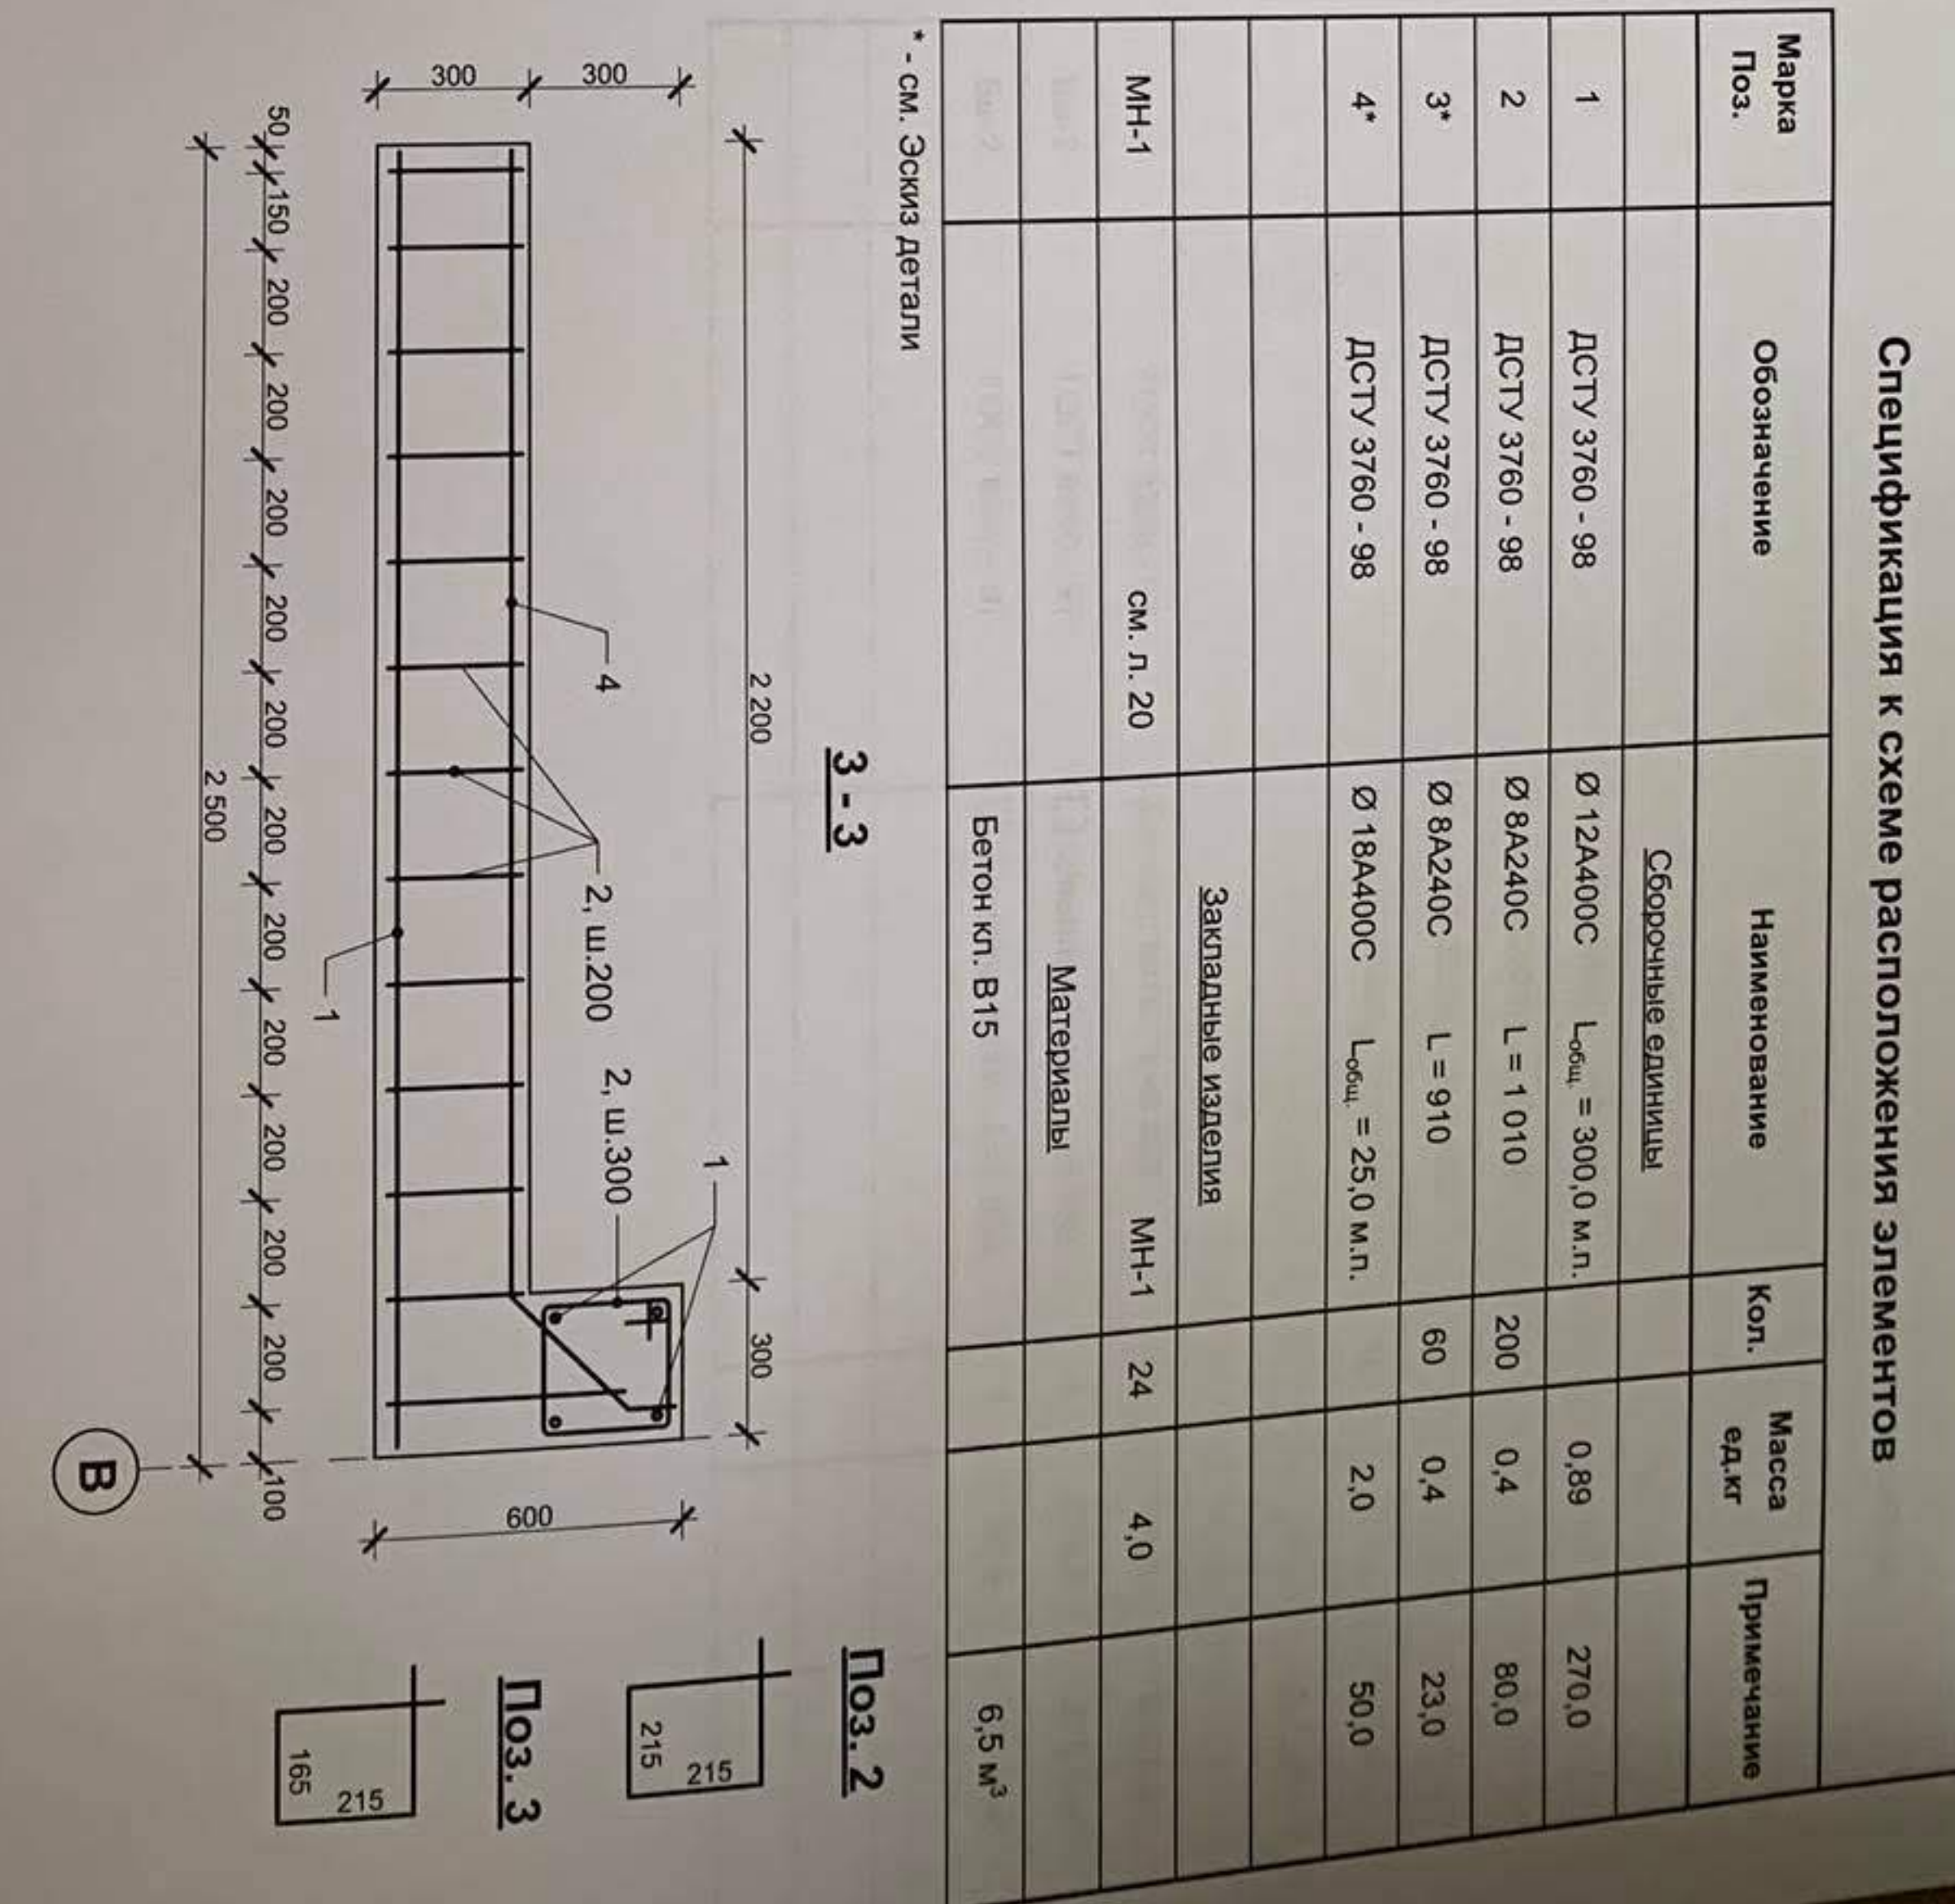 Спецификация к схеме расположения элементов
Марка Поз. Обозначение Наименование Кол. Масса ед.кг Примечание
Сборочные единицы
1 ДСТУ 3760 - 98 Ø 12А400С Lобщ. = 300,0 м.п. 0,89 270,0
2 ДСТУ 3760 - 98 Ø 8А240С L = 1 010 200 0,4 80,0
3* ДСТУ 3760 - 98 Ø 8А240С L = 910 60 0,4 23,0
4* ДСТУ 3760 - 98 Ø 18А400С Lобщ. = 25,0 м.п. 2,0 50,0
Закладные изделия
МН-1 см. л. 20 МН-1 24 4,0
Материалы
Бетон кл. В15 6,5 м³
* - см. Эскиз детали
3 - 3
2 200 300
300
300
4
2, ш.200
2, ш.300
1
1
600
50 150 200 200 200 200 200 200 200 200 200 200 200 100
2 500
В
Поз. 2
215
215
Поз. 3
215
165